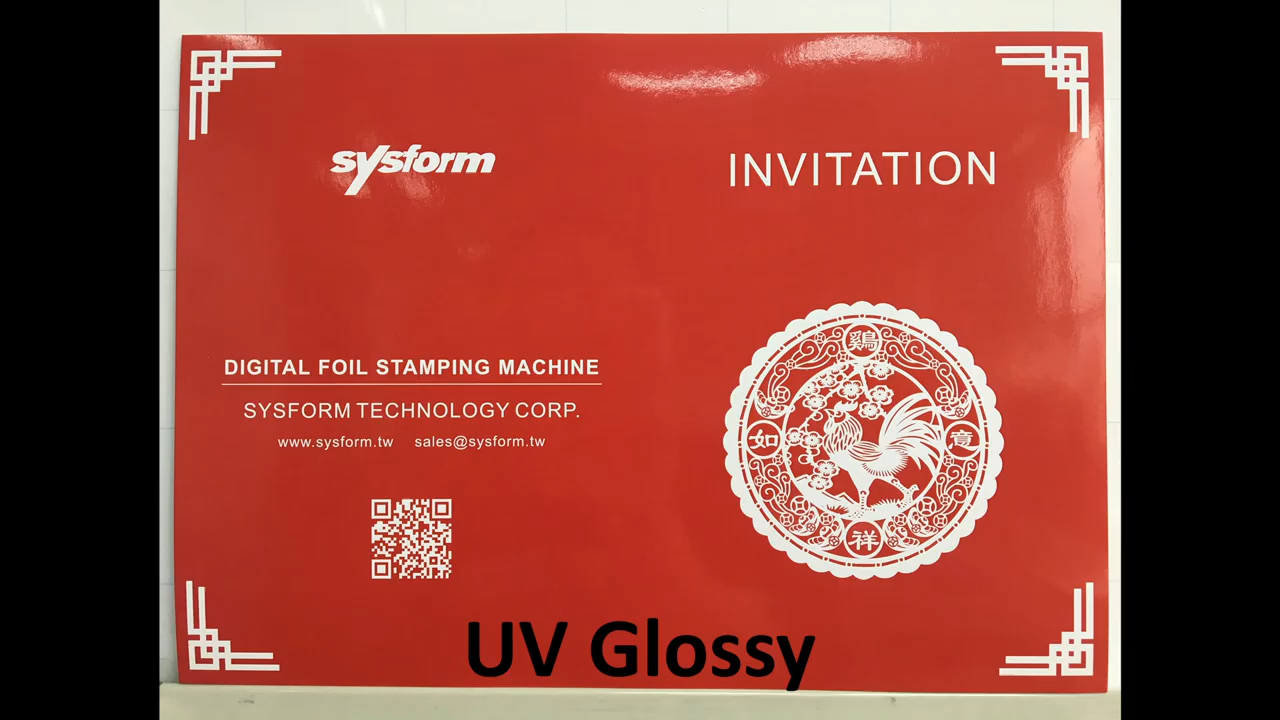 sysform
DIGITAL FOIL STAMPING MACHINE
SYSFORM TECHNOLOGY CORP.
www.sysform.tw sales@sysform.tw
INVITATION
鷄
如 意
祥
UV Glossy